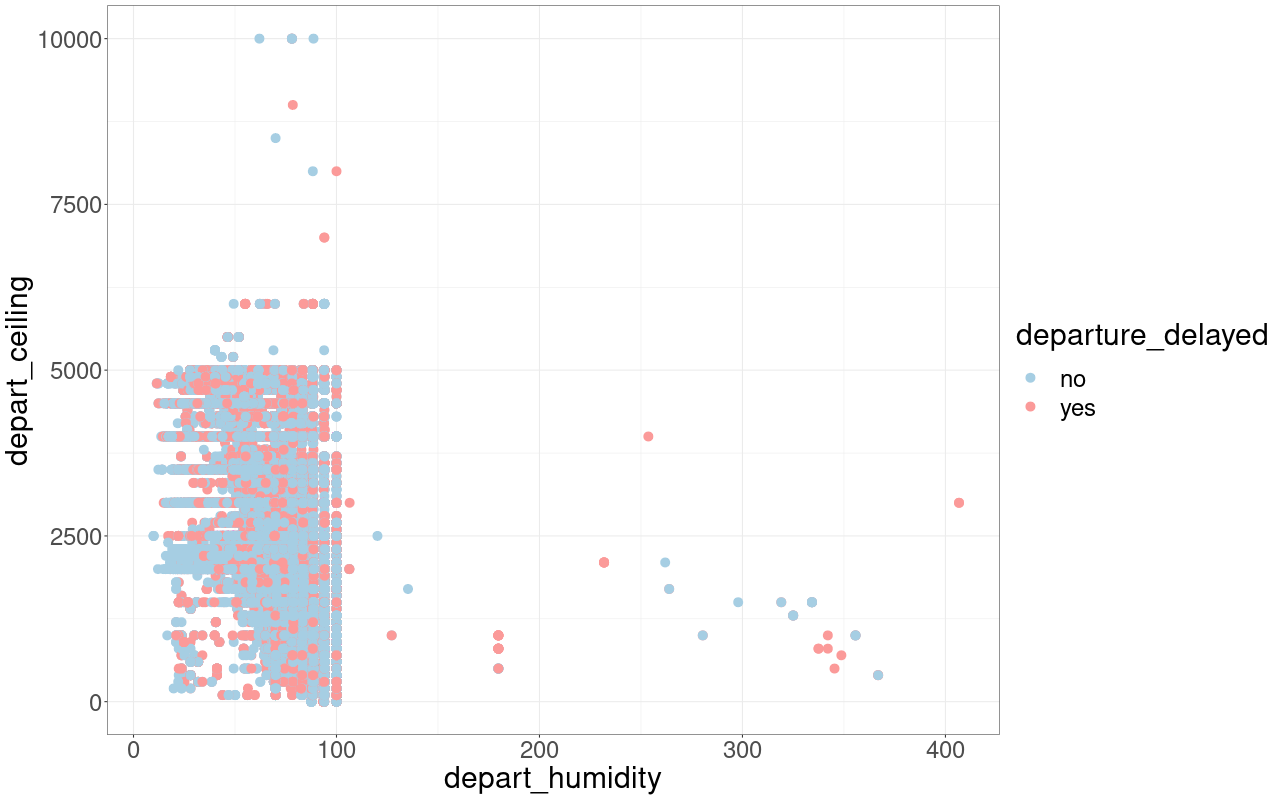 10000
7500
5000
2500
0
depart_ceiling
0 100 200 300 400
depart_humidity
departure_delayed
no
yes